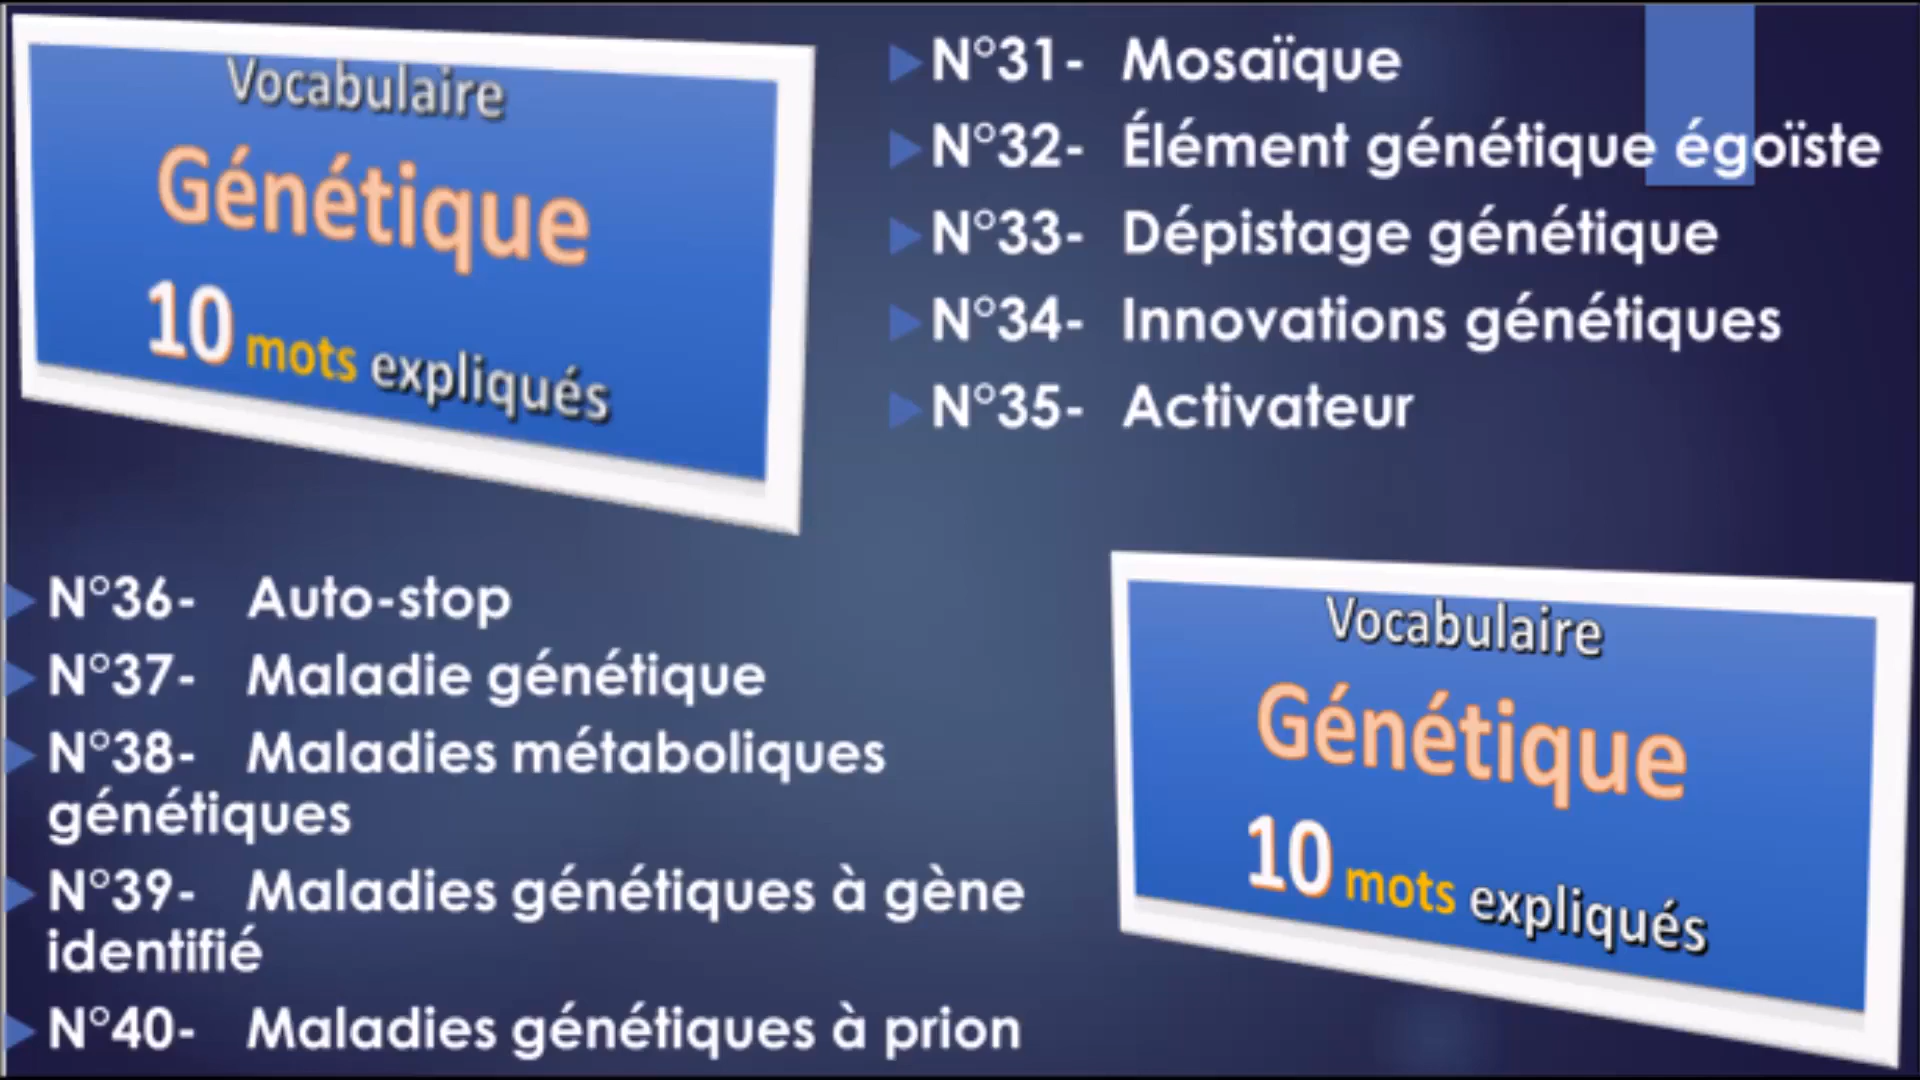 Vocabulaire
Génétique
10 mots expliqués
N°31- Mosaïque
N°32- Élément génétique égoïste
N°33- Dépistage génétique
N°34- Innovations génétiques
N°35- Activateur
N°36- Auto-stop
N°37- Maladie génétique
N°38- Maladies métaboliques
génétiques
N°39- Maladies génétiques à gène
identifié
N°40- Maladies génétiques à prion
Vocabulaire
Génétique
10 mots expliqués